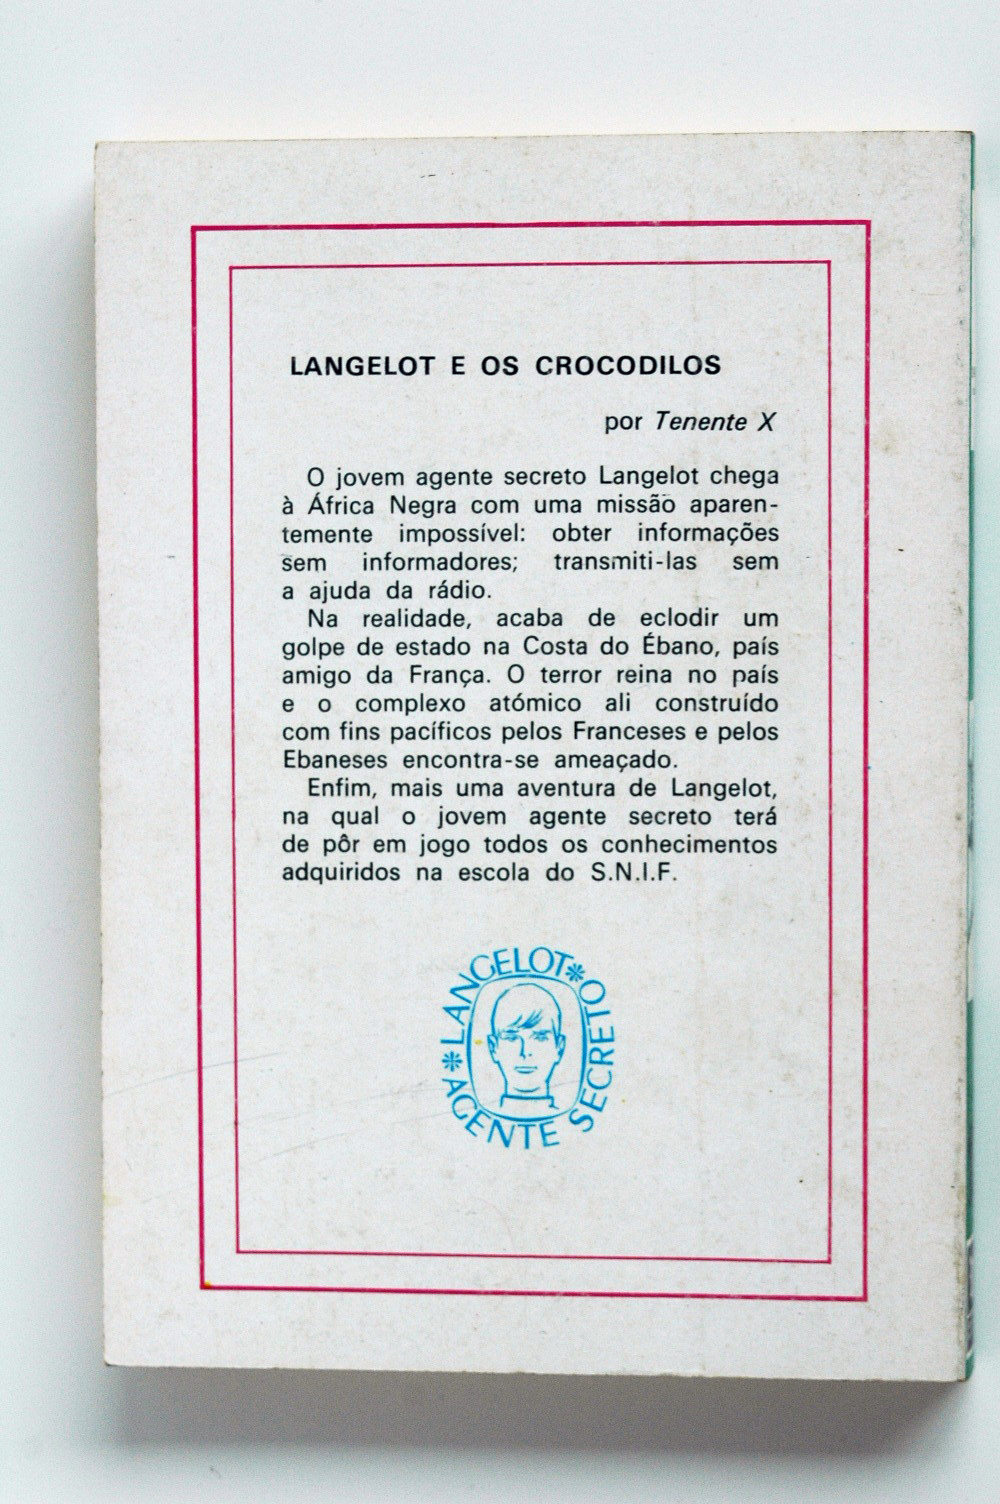 LANGELOT E OS CROCODILOS
por Tenente X
O jovem agente secreto Langelot chega
à África Negra com uma missão aparen-
temente impossível: obter informações
sem informadores; transmiti-las sem
a ajuda da rádio.
Na realidade, acaba de eclodir um
golpe de estado na Costa do Ébano, país
amigo da França. O terror reina no país
e o complexo atómico ali construído
com fins pacíficos pelos Franceses e pelos
Ebaneses encontra-se ameaçado.
Enfim, mais uma aventura de Langelot,
na qual o jovem agente secreto terá
de pôr em jogo todos os conhecimentos
adquiridos na escola do S.N.I.F.
LANGELOT * O AGENTE SECRETO *